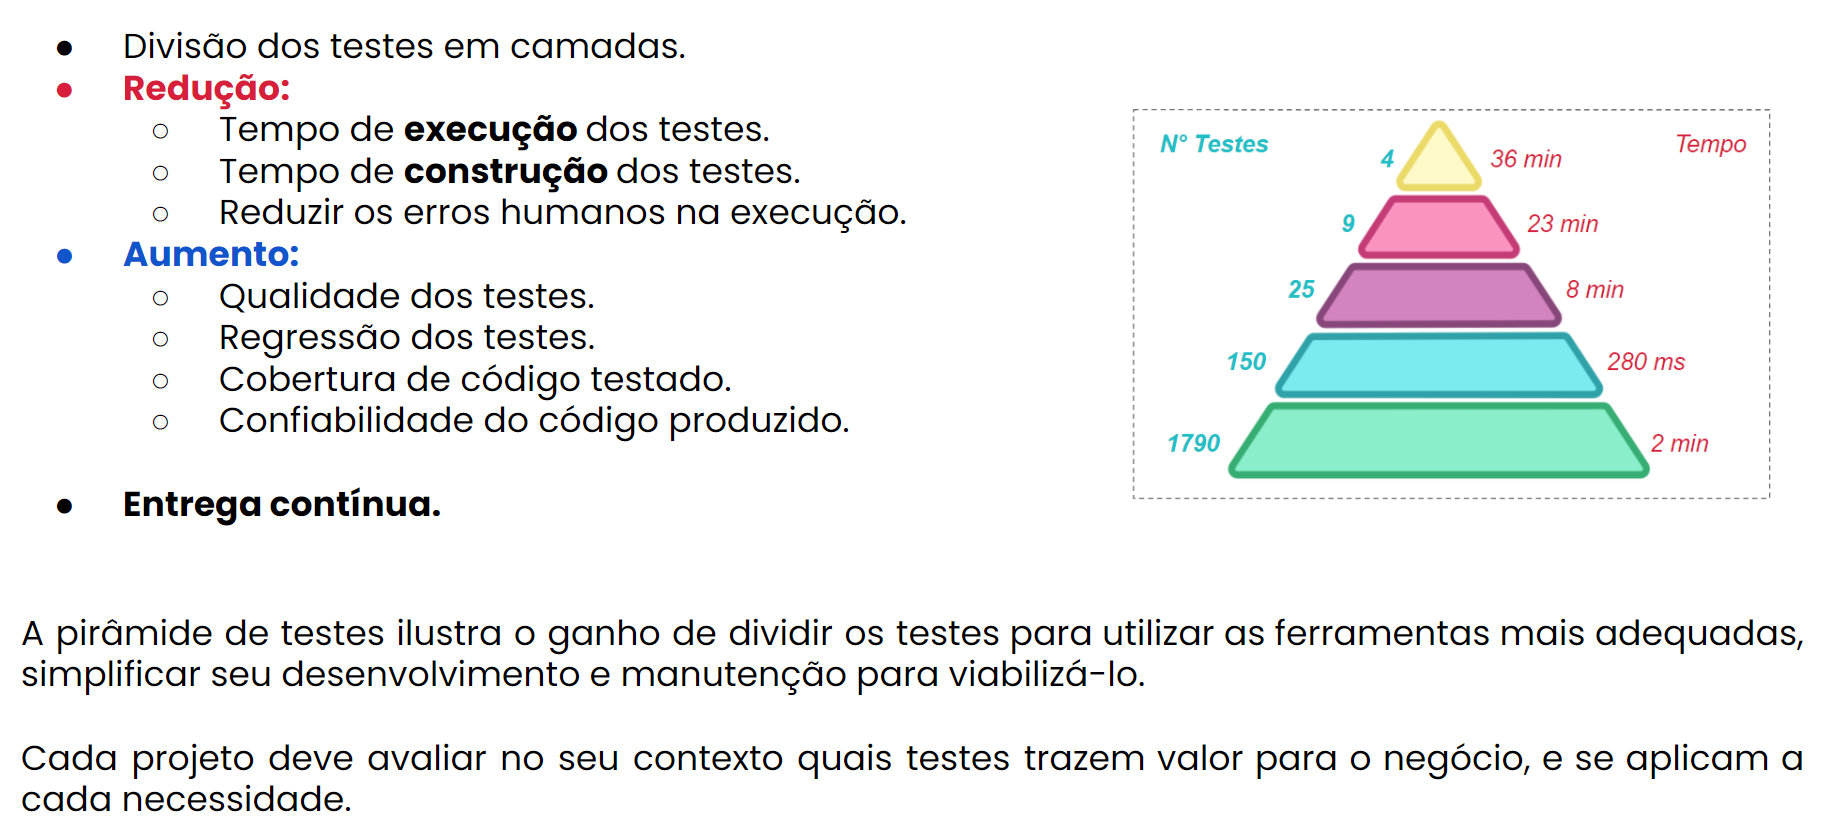 ● Divisão dos testes em camadas.
● Redução:
○ Tempo de execução dos testes.
○ Tempo de construção dos testes.
○ Reduzir os erros humanos na execução.
● Aumento:
○ Qualidade dos testes.
○ Regressão dos testes.
○ Cobertura de código testado.
○ Confiabilidade do código produzido.
● Entrega contínua.
N° Testes Tempo
4 36 min
9 23 min
25 8 min
150 280 ms
1790 2 min
A pirâmide de testes ilustra o ganho de dividir os testes para utilizar as ferramentas mais adequadas,
simplificar seu desenvolvimento e manutenção para viabilizá-lo.
Cada projeto deve avaliar no seu contexto quais testes trazem valor para o negócio, e se aplicam a
cada necessidade.